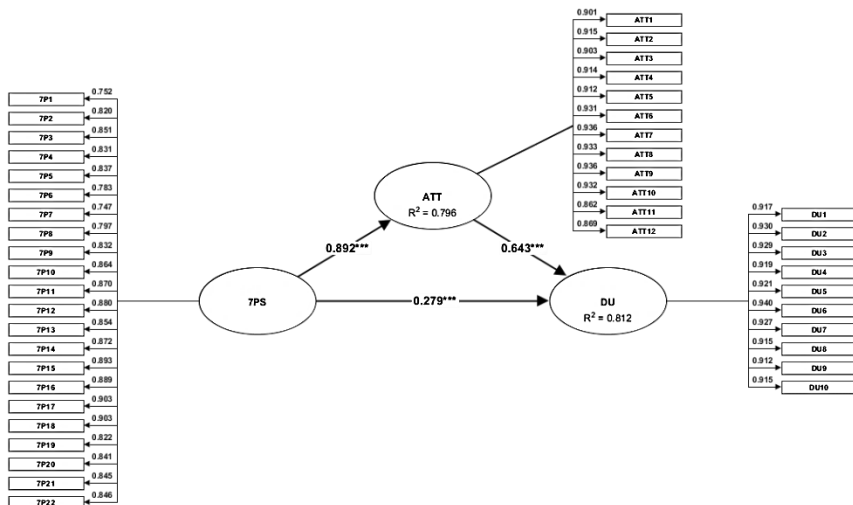 0.752
7P1
0.820
7P2
0.851
7P3
0.831
7P4
0.837
7P5
0.783
7P6
0.747
7P7
0.797
7P8
0.832
7P9
0.864
7P10
0.870
7P11
0.880
7P12
0.854
7P13
0.872
7P14
0.893
7P15
0.889
7P16
0.903
7P17
0.903
7P18
0.822
7P19
0.841
7P20
0.845
7P21
0.846
7P22
7PS
0.892***
0.279***
ATT
R² = 0.796
0.643***
0.901
ATT1
0.915
ATT2
0.903
ATT3
0.914
ATT4
0.912
ATT5
0.931
ATT6
0.936
ATT7
0.933
ATT8
0.936
ATT9
0.932
ATT10
0.862
ATT11
0.869
ATT12
DU
R² = 0.812
0.917
DU1
0.930
DU2
0.929
DU3
0.919
DU4
0.921
DU5
0.940
DU6
0.927
DU7
0.915
DU8
0.912
DU9
0.915
DU10